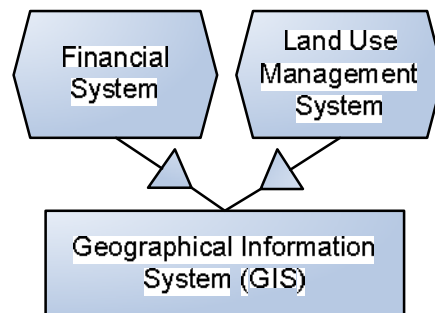 Financial
System
Land Use
Management
System
Geographical Information
System (GIS)